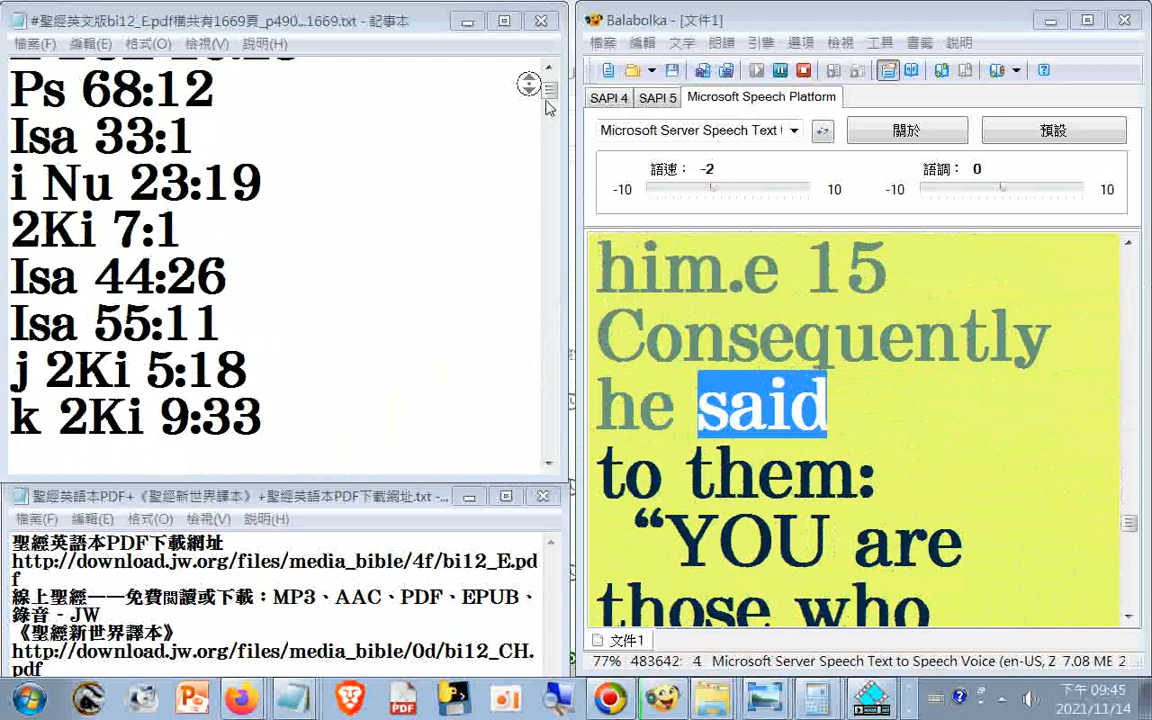 #聖經英文版bi12_E.pdf橫共有1669頁_p490...1669.txt - 記事本
檔案(F) 編輯(E) 格式(O) 檢視(V) 說明(H)
Ps 68:12
Isa 33:1
i Nu 23:19
2Ki 7:1
Isa 44:26
Isa 55:11
j 2Ki 5:18
k 2Ki 9:33
聖經英語本PDF+《聖經新世界譯本》+聖經英語本PDF下載網址.txt -...
檔案(F) 編輯(E) 格式(O) 檢視(V) 說明(H)
聖經英語本PDF下載網址
http://download.jw.org/files/media_bible/4f/bi12_E.pd
f
線上聖經——免費閱讀或下載：MP3、AAC、PDF、EPUB、
錄音 - JW
《聖經新世界譯本》
http://download.jw.org/files/media_bible/0d/bi12_CH.
pdf
Balabolka - [文件1]
檔案 編輯 文字 朗讀 引擎 選項 檢視 工具 書籤 說明
SAPI 4 SAPI 5 Microsoft Speech Platform
Microsoft Server Speech Text 關於 預設
語速： -2 語調： 0
-10 10 -10 10
him.e 15
Consequently
he said
to them:
“YOU are
those who
文件1
77% 483642: 4 Microsoft Server Speech Text to Speech Voice (en-US, Z 7.08 ME 2
下午 09:45
2021/11/14